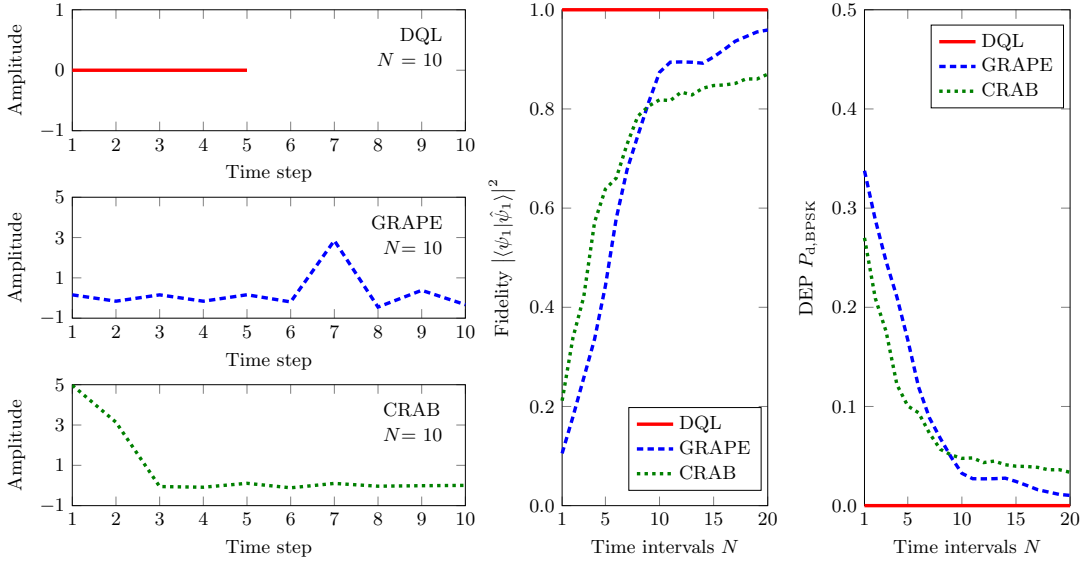 Amplitude
1
0
−1
DQL
N = 10
1 2 3 4 5 6 7 8 9 10
Time step
Amplitude
5
3
1
−1
GRAPE
N = 10
1 2 3 4 5 6 7 8 9 10
Time step
Amplitude
5
3
1
−1
CRAB
N = 10
1 2 3 4 5 6 7 8 9 10
Time step
Fidelity |⟨ψ₁|ψ̂₁⟩|²
1.0
0.8
0.6
0.4
0.2
0.0
DQL
GRAPE
CRAB
1 5 10 15 20
Time intervals N
DEP P_{d,BPSK}
0.5
0.4
0.3
0.2
0.1
0.0
DQL
GRAPE
CRAB
1 5 10 15 20
Time intervals N